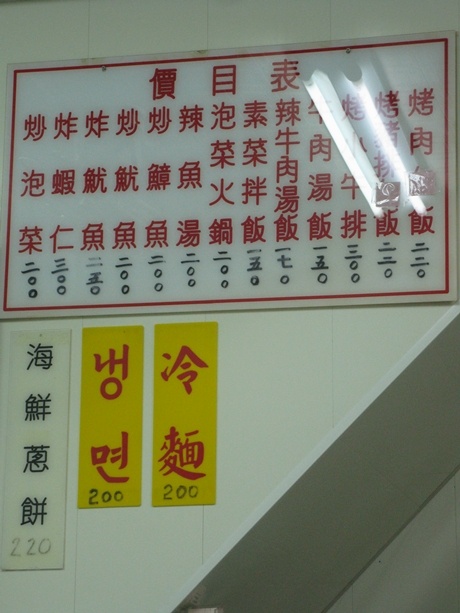 價目表
烤肉飯 二二〇
烤豬排飯 二三〇
烤小牛排 三〇〇
牛肉湯飯 一五〇
辣牛肉湯飯 一七〇
素菜拌飯 一五〇
泡菜火鍋 二〇〇
辣魚湯 二〇〇
炒鱆魚 二〇〇
炒魷魚 二〇〇
炸魷魚 二五〇
炸蝦仁 三〇〇
炒泡菜 二〇〇
海鮮蔥餅 220
냉면 200
冷麵 200